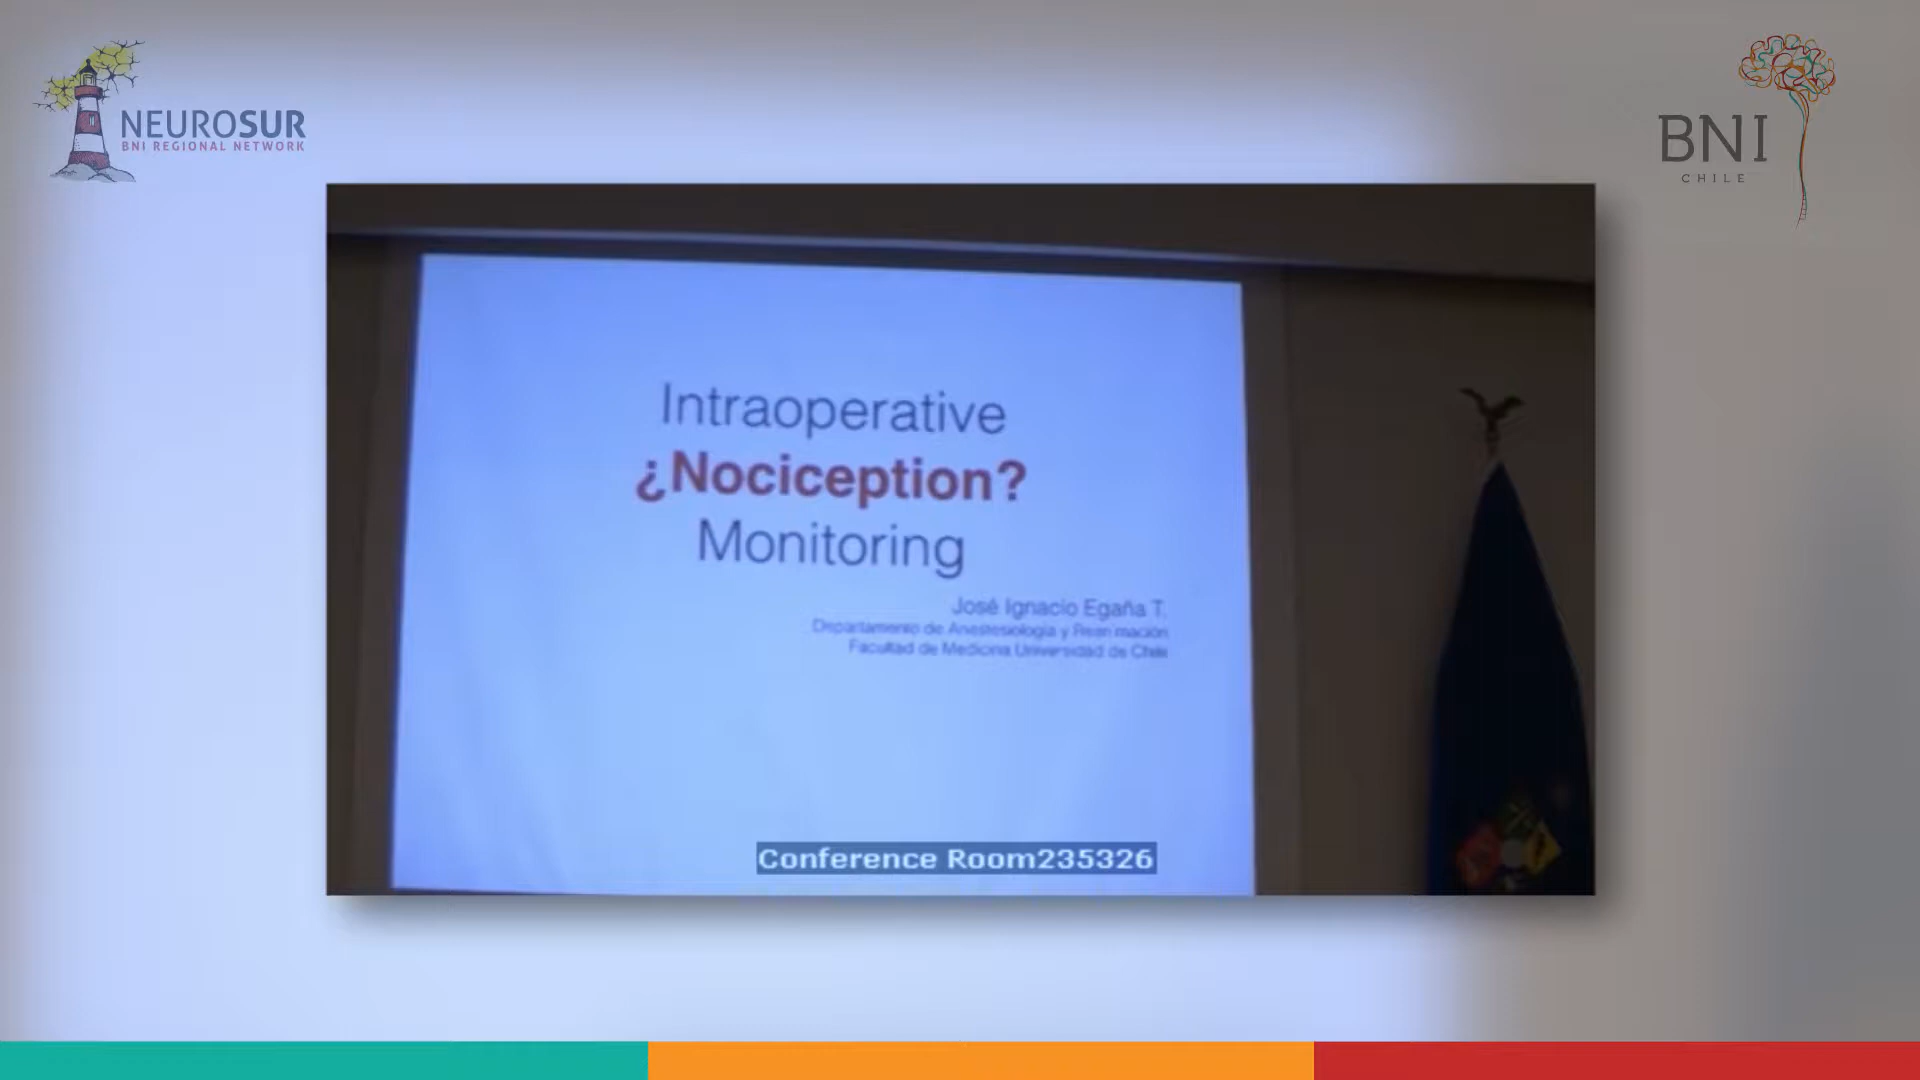 NEUROSUR
BNI REGIONAL NETWORK
BNI
CHILE
Intraoperative
¿Nociception?
Monitoring
José Ignacio Egaña T.
Departamento de Anestesiología y Reanimación
Facultad de Medicina Universidad de Chile
Conference Room235326